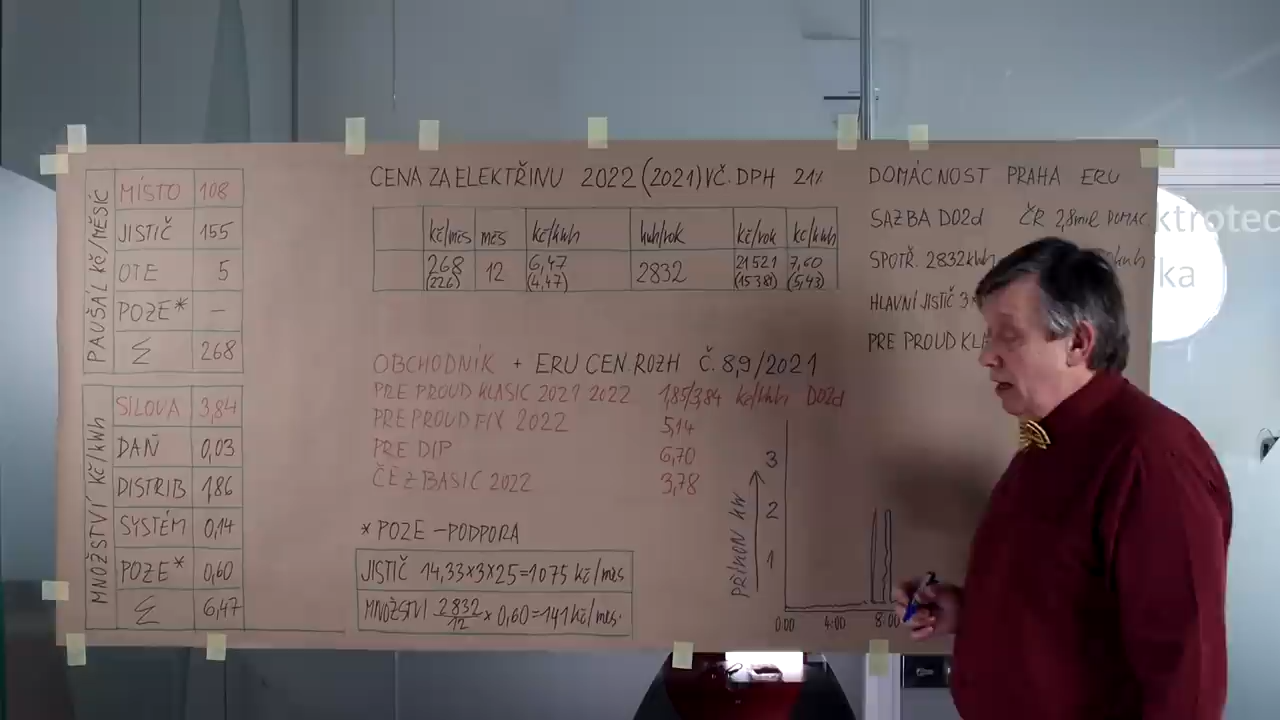 CENA ZA ELEKTŘINU 2022 (2021) VČ. DPH 21%
PAUŠÁL KČ/MĚSÍC
MÍSTO 108
JISTIČ 155
OTE 5
POZE* –
Σ 268
MNOŽSTVÍ Kč/kWh
SILOVA 3,84
DAŇ 0,03
DISTRIB 1,86
SYSTÉM 0,14
POZE* 0,60
Σ 6,47
kč/měs měs kč/kWh kWh/rok kč/rok kč/kWh
268 12 6,47 2832 21521 7,60
(226) (4,47) (15381) (5,43)
OBCHODNÍK + ERU CEN.ROZH Č.8,9/2021
PRE PROUD KLASIC 2021 2022 1,85/3,84 kč/kWh D02d
PRE PROUD FIX 2022 5,14
PRE DIP 6,70
ČEZ BASIC 2022 3,78
* POZE – PODPORA
JISTIČ 14,33×3×25=1075 kč/měs
MNOŽSTVÍ 2832/12 × 0,60=141 kč/měs.
PŘÍKON kW
3
2
1
0:00 4:00 8:00
DOMÁCNOST PRAHA ERU
SAZBA D02d ČR 2,8mil DOMÁC
SPOTŘ. 2832kWh
HLAVNÍ JISTIČ 3×
PRE PROUD KLA
ktrotec
ka